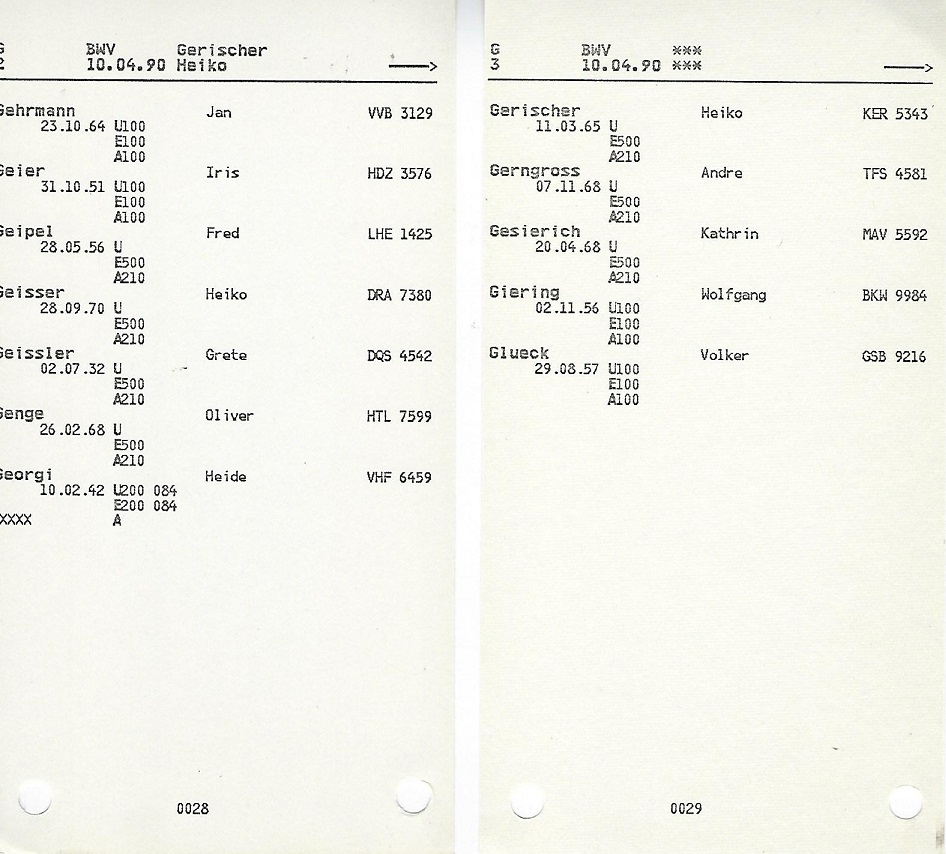 G BWV Gerischer
2 10.04.90 Heiko
Gehrmann Jan VVB 3129
23.10.64 U100
E100
A100
Geier Iris HDZ 3576
31.10.51 U100
E100
A100
Geipel Fred LHE 1425
28.05.56 U
E500
A210
Geisser Heiko DRA 7380
28.09.70 U
E500
A210
Geissler Grete DQS 4542
02.07.32 U
E500
A210
Genge Oliver HTL 7599
26.02.68 U
E500
A210
Georgi Heide VHF 6459
10.02.42 U200 084
E200 084
XXXX A
0028
G BWV ***
3 10.04.90 ***
Gerischer Heiko KER 5343
11.03.65 U
E500
A210
Gerngross Andre TFS 4581
07.11.68 U
E500
A210
Gesierich Kathrin MAV 5592
20.04.68 U
E500
A210
Giering Wolfgang BKW 9984
02.11.56 U100
E100
A100
Glueck Volker GSB 9216
29.08.57 U100
E100
A100
0029